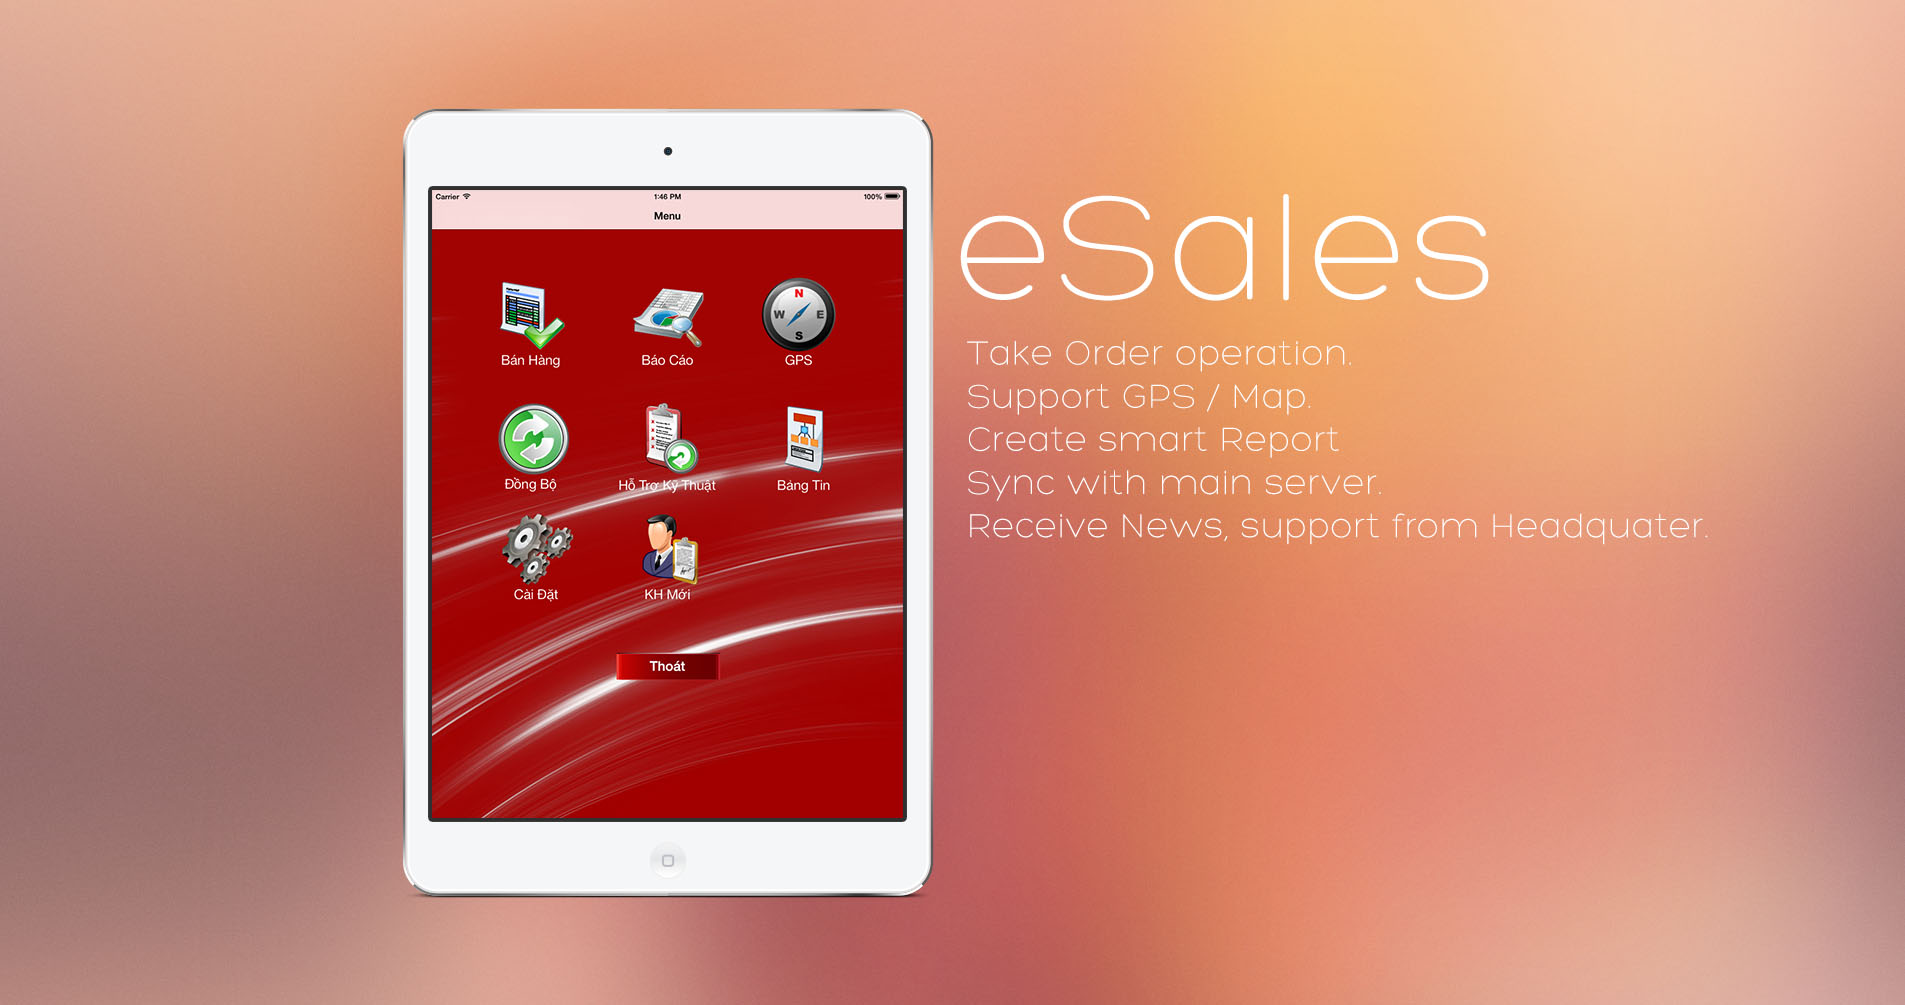 Carrier 1:46 PM 100%
Menu
N
W E
S
Bán Hàng Báo Cáo GPS
Đồng Bộ Hỗ Trợ Kỹ Thuật Bảng Tin
Cài Đặt KH Mới
Thoát
eSales
Take Order operation.
Support GPS / Map.
Create smart Report
Sync with main server.
Receive News, support from Headquater.